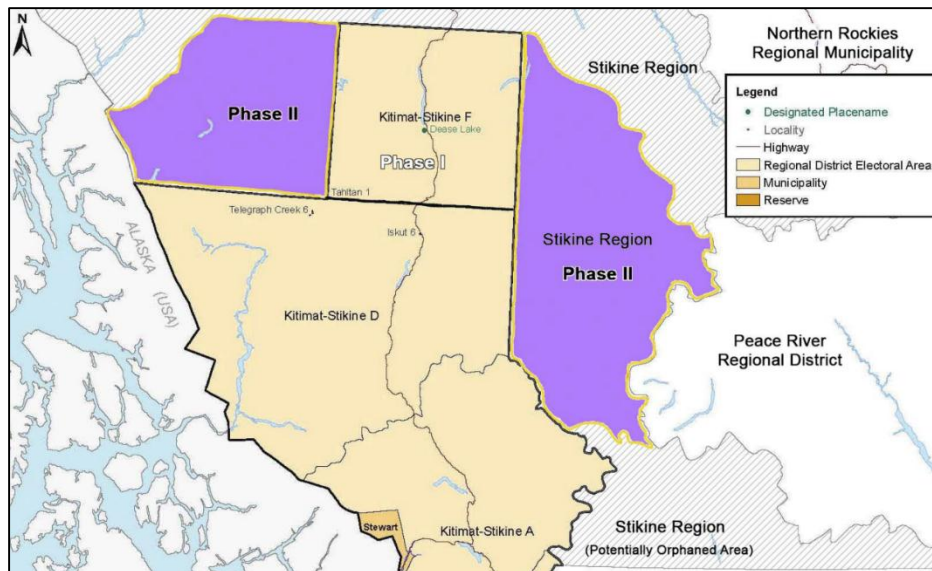 N
Northern Rockies
Regional Municipality
Stikine Region
Legend
Designated Placename
Locality
Highway
Regional District Electoral Area
Municipality
Reserve
Phase II
Kitimat-Stikine F
Dease Lake
Phase I
Tahltan 1
Telegraph Creek 6
Iskut 6
Stikine Region
Phase II
ALASKA
(USA)
Kitimat-Stikine D
Peace River
Regional District
Stewart
Kitimat-Stikine A
Stikine Region
(Potentially Orphaned Area)